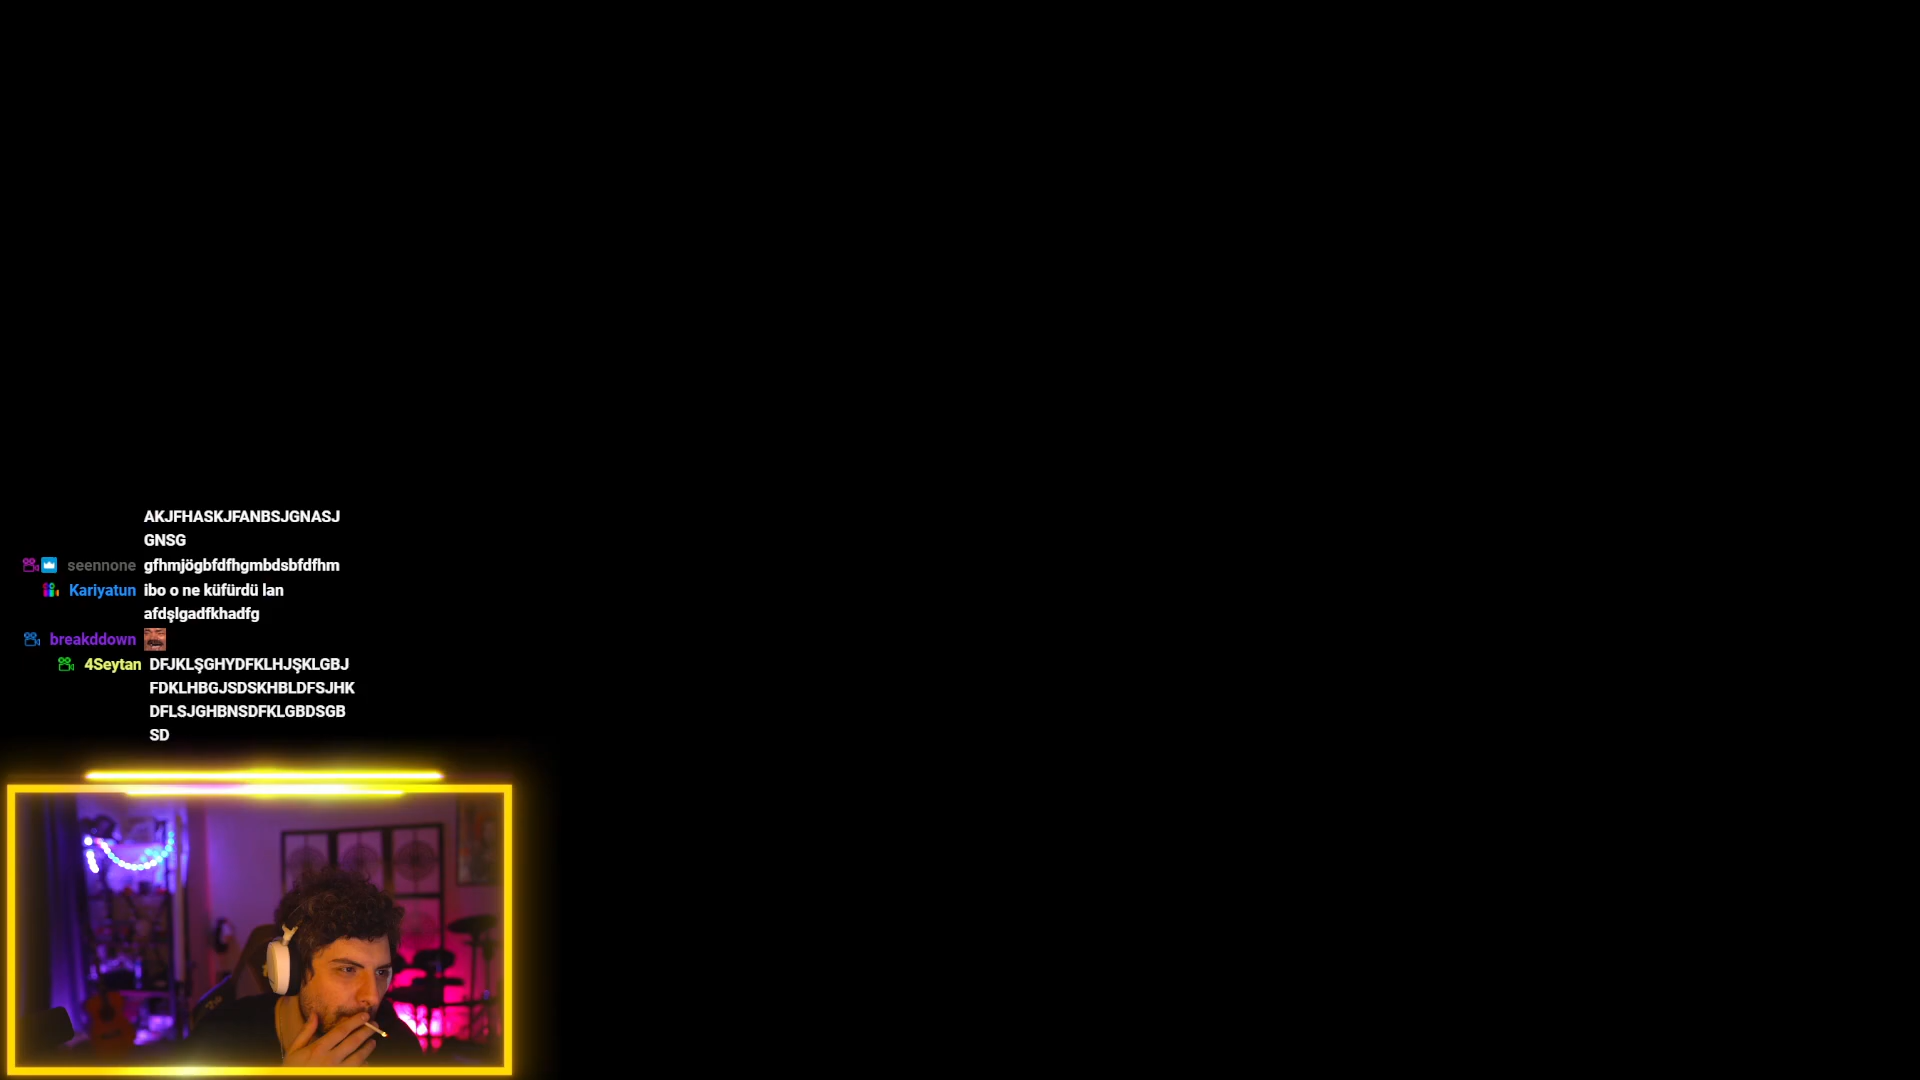 AKJFHASKJFANBSJGNASJ
GNSG
seennone gfhmjögbfdfhgmbdsbfdfhm
Kariyatun ibo o ne küfürdü lan
afdşlgadfkhadfg
breakddown
4Seytan DFJKLŞGHYDFKLHJŞKLGBJ
FDKLHBGJSDSKHBLDFSJHK
DFLSJGHBNSDFKLGBDSGB
SD